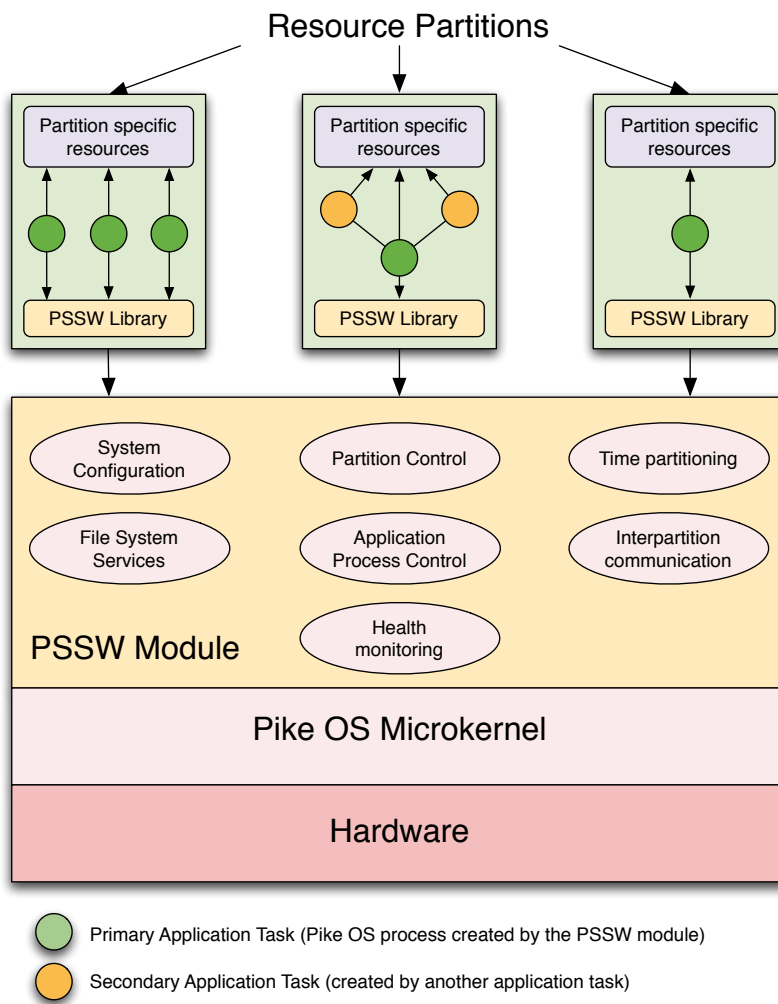 Resource Partitions
Partition specific
resources
Partition specific
resources
Partition specific
resources
PSSW Library
PSSW Library
PSSW Library
System
Configuration
Partition Control
Time partitioning
File System
Services
Application
Process Control
Interpartition
communication
Health
monitoring
PSSW Module
Pike OS Microkernel
Hardware
Primary Application Task (Pike OS process created by the PSSW module)
Secondary Application Task (created by another application task)